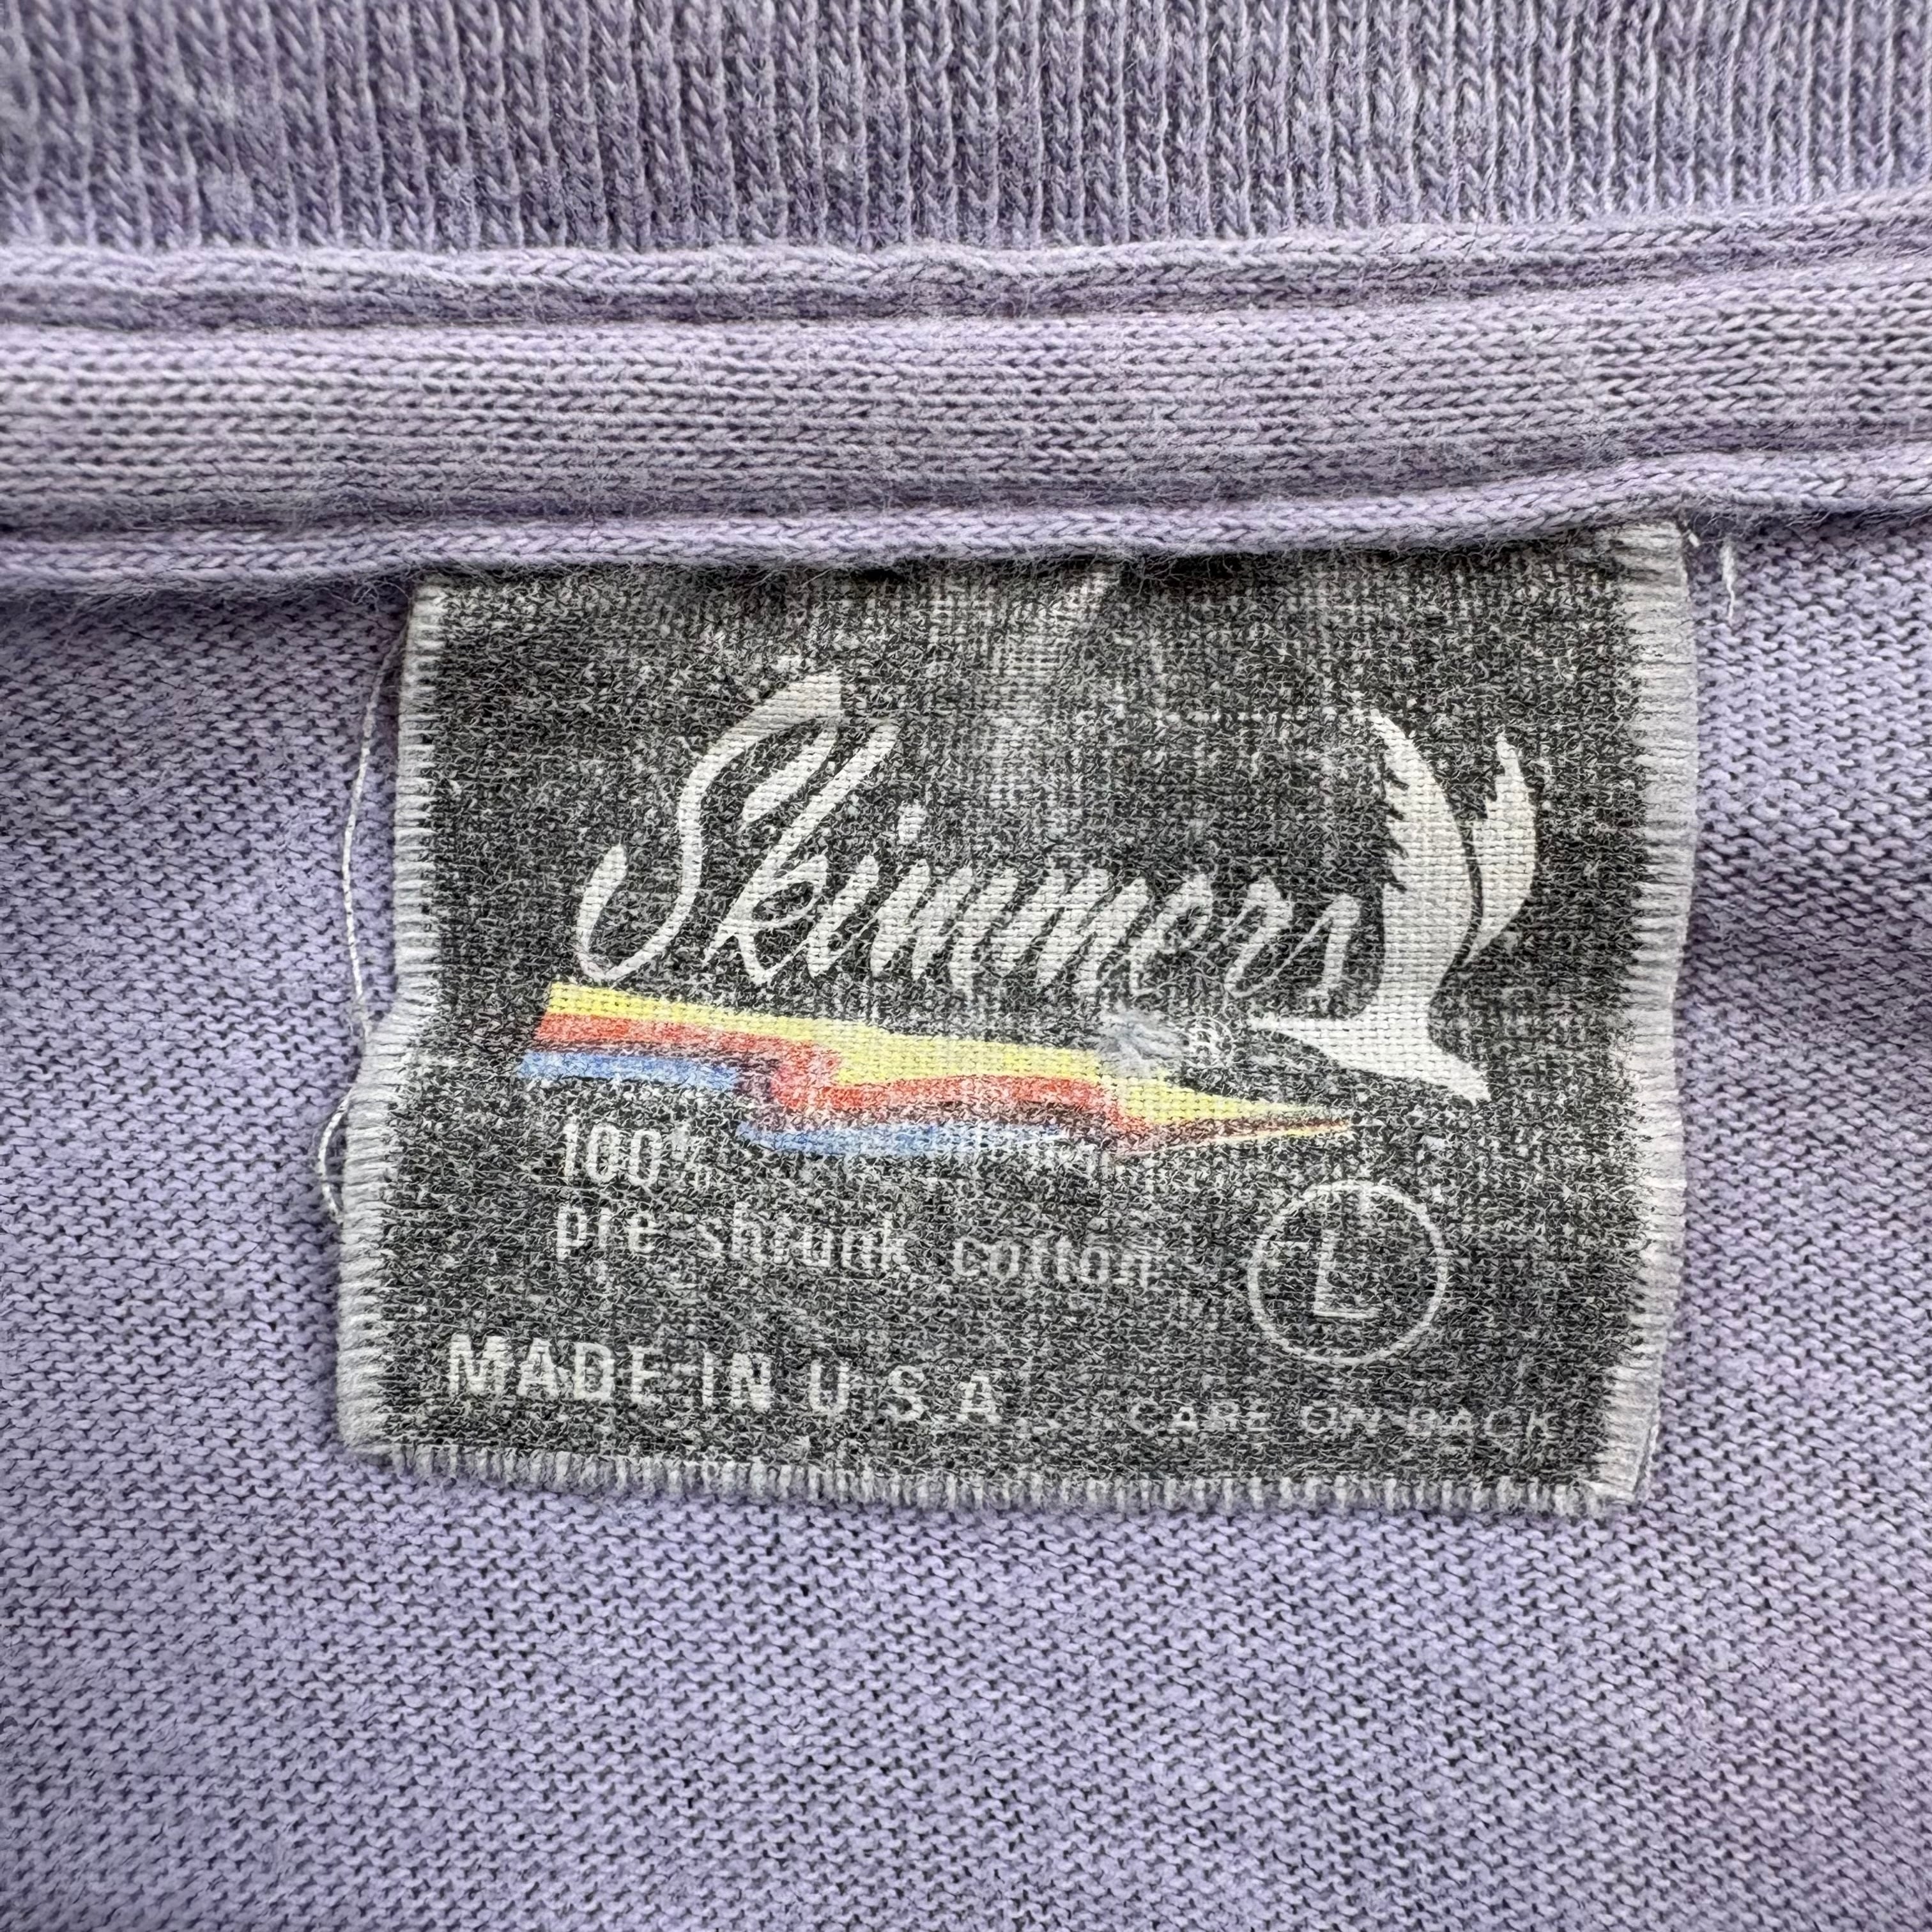 Skimmers
100%
pre-shrunk cotton
L
MADE IN U S A
CARE ON BACK